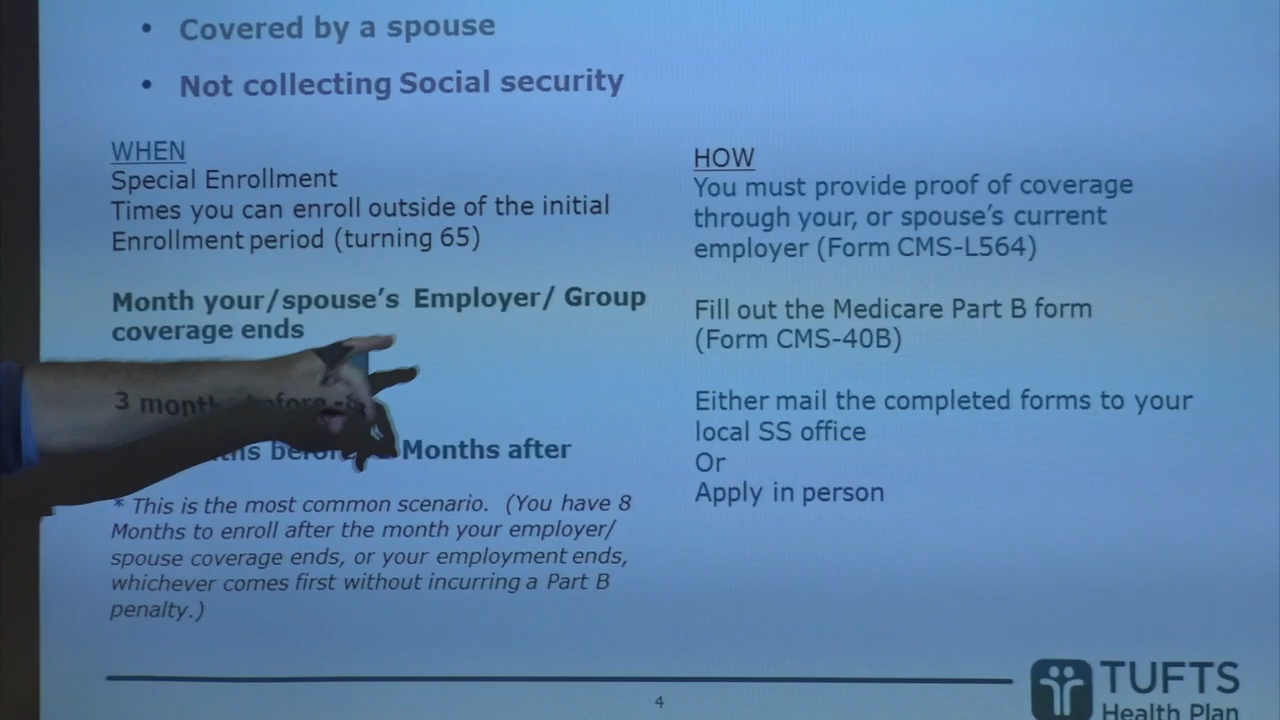 • Covered by a spouse
• Not collecting Social security
WHEN
Special Enrollment
Times you can enroll outside of the initial
Enrollment period (turning 65)
Month your/spouse's Employer/ Group
coverage ends
3 months before
before Months after
* This is the most common scenario. (You have 8
Months to enroll after the month your employer/
spouse coverage ends, or your employment ends,
whichever comes first without incurring a Part B
penalty.)
HOW
You must provide proof of coverage
through your, or spouse's current
employer (Form CMS-L564)
Fill out the Medicare Part B form
(Form CMS-40B)
Either mail the completed forms to your
local SS office
Or
Apply in person
4
TUFTS
Health Plan